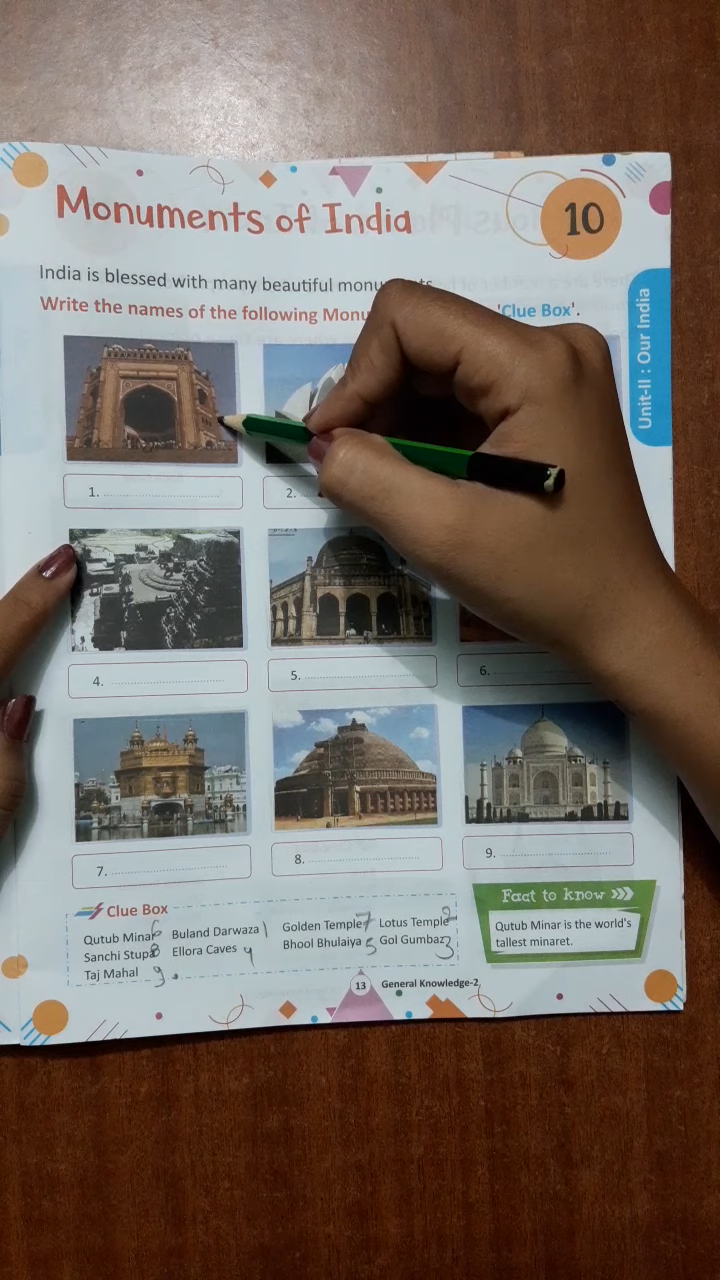 Monuments of India
10
India is blessed with many beautiful
Write the names of the following 'Clue Box'.
Unit-II : Our India
1. ..............................
2.
4. ..............................
5. ..............................
6. ..............
7. ..............................
8. ..............................
9. ..............................
Clue Box
Qutub Minar 6 Buland Darwaza 1 Golden Temple 7 Lotus Temple 2
Sanchi Stupa 8 Ellora Caves 4 Bhool Bhulaiya 5 Gol Gumbaz 3
Taj Mahal 9
Fact to know
Qutub Minar is the world's
tallest minaret.
13 General Knowledge-2